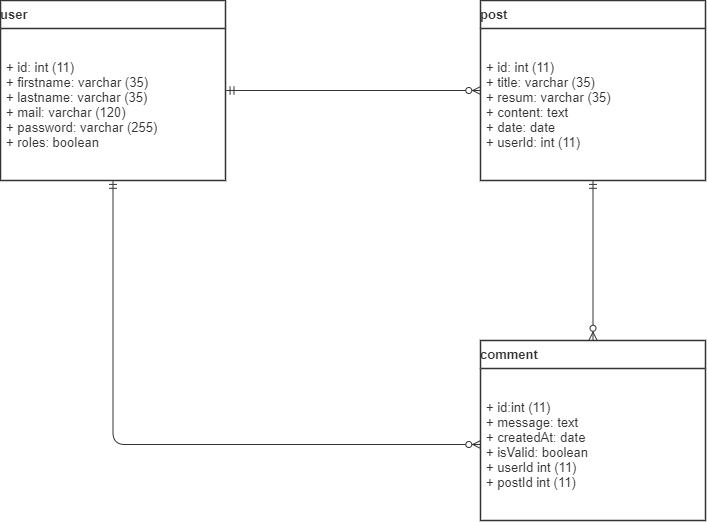 user
+ id: int (11)
+ firstname: varchar (35)
+ lastname: varchar (35)
+ mail: varchar (120)
+ password: varchar (255)
+ roles: boolean
post
+ id: int (11)
+ title: varchar (35)
+ resum: varchar (35)
+ content: text
+ date: date
+ userId: int (11)
comment
+ id:int (11)
+ message: text
+ createdAt: date
+ isValid: boolean
+ userId int (11)
+ postId int (11)